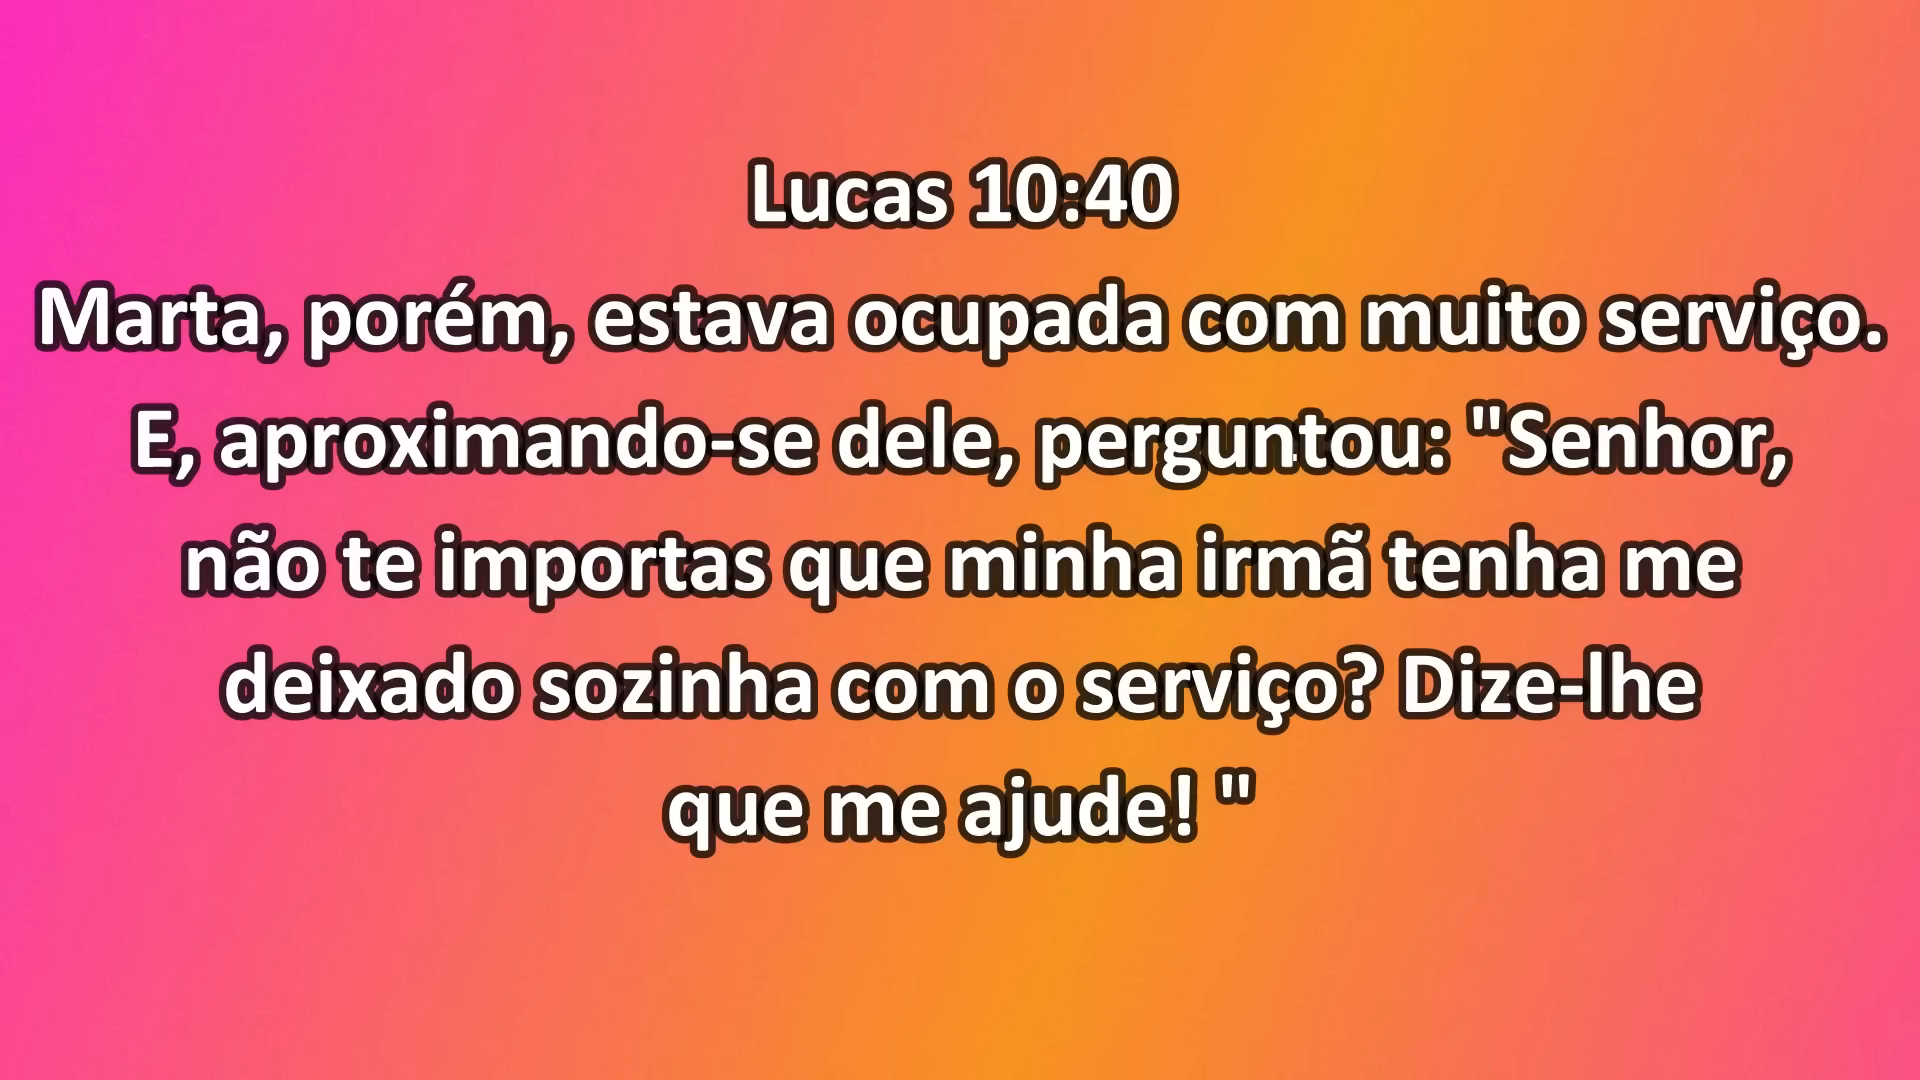 Lucas 10:40
Marta, porém, estava ocupada com muito serviço.
E, aproximando-se dele, perguntou: "Senhor,
não te importas que minha irmã tenha me
deixado sozinha com o serviço? Dize-lhe
que me ajude! "